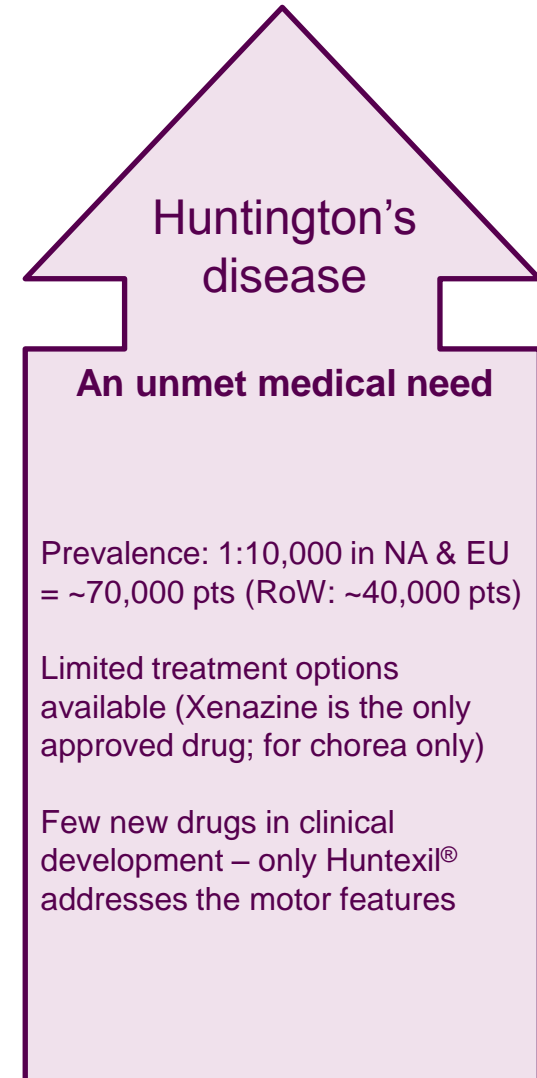 Huntington’s
disease
An unmet medical need
Prevalence: 1:10,000 in NA & EU
= ~70,000 pts (RoW: ~40,000 pts)
Limited treatment options
available (Xenazine is the only
approved drug; for chorea only)
Few new drugs in clinical
development – only Huntexil®
addresses the motor features